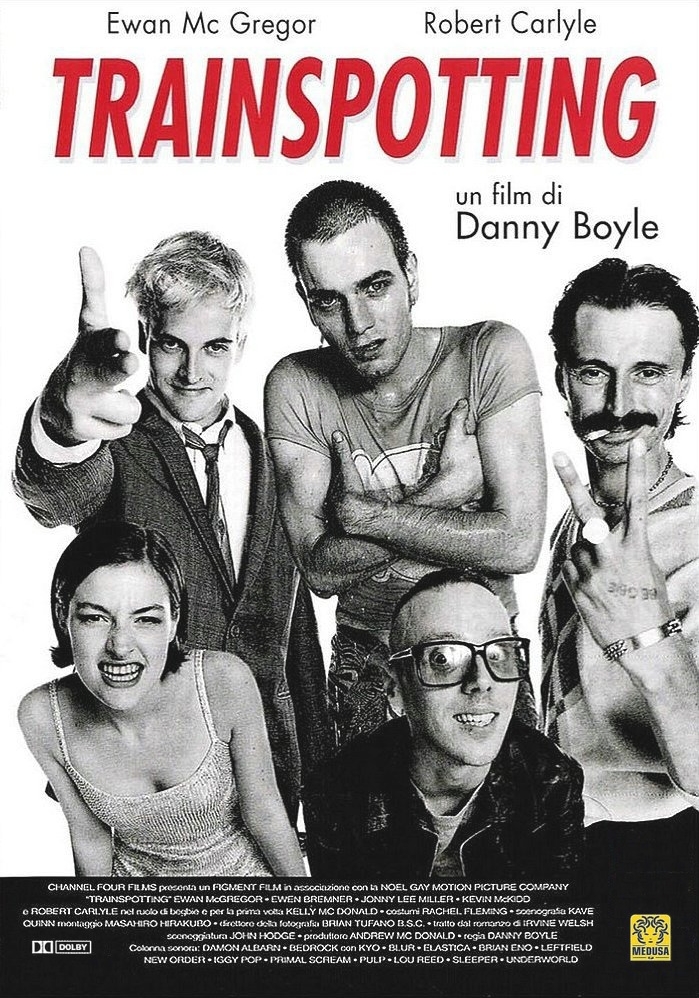 Ewan Mc Gregor Robert Carlyle
TRAINSPOTTING
un film di
Danny Boyle
CHANNEL FOUR FILMS presenta un FIGMENT FILM in associazione con la NOEL GAY MOTION PICTURE COMPANY
"TRAINSPOTTING" EWAN McGREGOR • EWEN BREMNER • JONNY LEE MILLER • KEVIN McKIDD
e ROBERT CARLYLE nel ruolo di begbie e per la prima volta KELLY MC DONALD • costumi RACHEL FLEMING • scenografia KAVE
QUINN montaggio MASAHIRO HIRAKUBO • direttore della fotografia BRIAN TUFANO B.S.C. • tratto dal romanzo di IRVINE WELSH
sceneggiatura JOHN HODGE • produttore ANDREW MC DONALD • regia DANNY BOYLE
Colonna sonora: DAMON ALBARN • BEDROCK con KYO • BLUR • ELASTICA • BRIAN ENO • LEFTFIELD
NEW ORDER • IGGY POP • PRIMAL SCREAM • PULP • LOU REED • SLEEPER • UNDERWORLD
DOLBY
MEDUSA